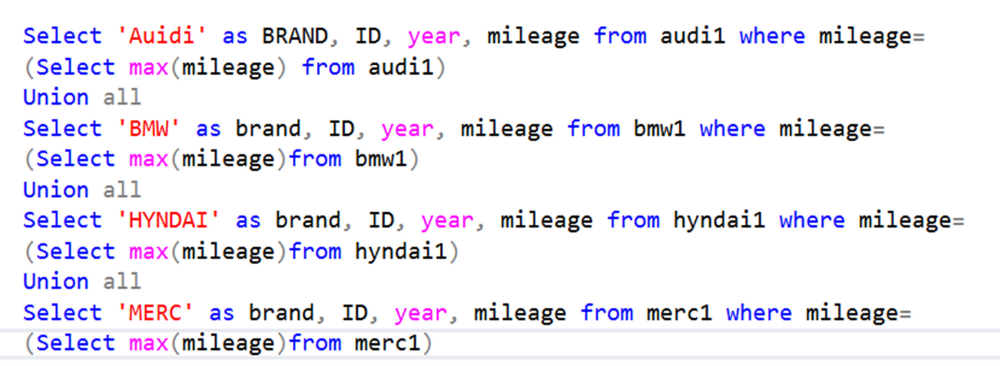 Select 'Auidi' as BRAND, ID, year, mileage from audi1 where mileage=
(Select max(mileage) from audi1)
Union all
Select 'BMW' as brand, ID, year, mileage from bmw1 where mileage=
(Select max(mileage)from bmw1)
Union all
Select 'HYNDAI' as brand, ID, year, mileage from hyndai1 where mileage=
(Select max(mileage)from hyndai1)
Union all
Select 'MERC' as brand, ID, year, mileage from merc1 where mileage=
(Select max(mileage)from merc1)